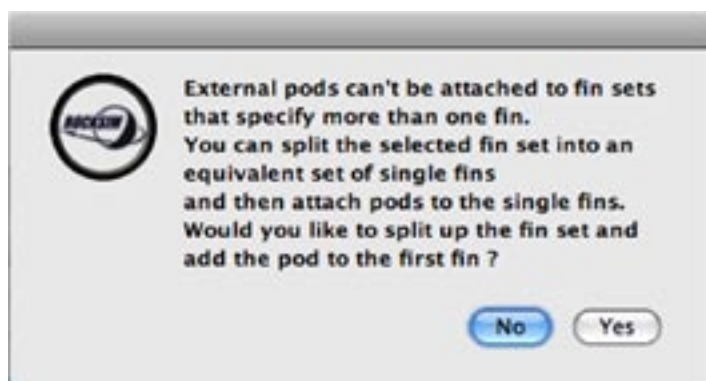 ROCKSIM
External pods can't be attached to fin sets
that specify more than one fin.
You can split the selected fin set into an
equivalent set of single fins
and then attach pods to the single fins.
Would you like to split up the fin set and
add the pod to the first fin ?
No
Yes